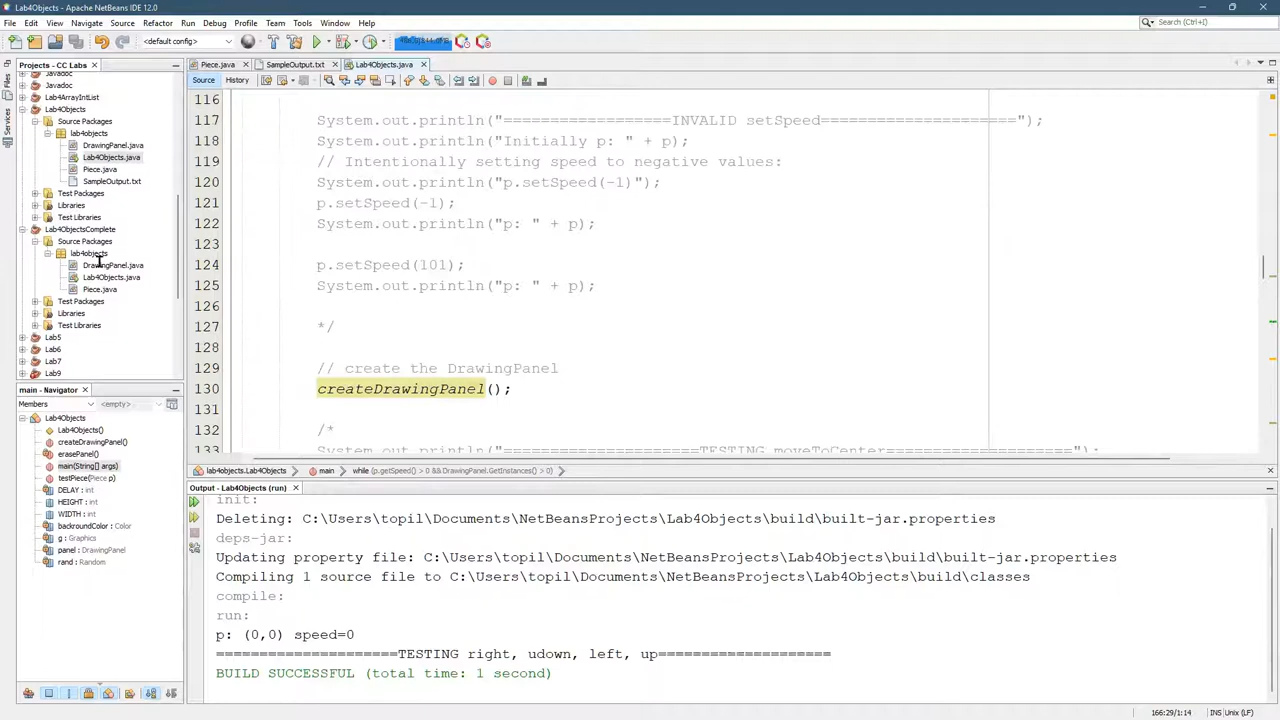 Lab4Objects - Apache NetBeans IDE 12.0
File Edit View Navigate Source Refactor Run Debug Profile Team Tools Window Help
Search (Ctrl+I)
<default config>
Projects - CC Labs
Piece.java SampleOutput.txt Lab4Objects.java
Source History
Javadoc
Javadoc
Lab4ArrayIntList
Lab4Objects
Source Packages
lab4objects
DrawingPanel.java
Lab4Objects.java
Piece.java
SampleOutput.txt
Test Packages
Libraries
Test Libraries
Lab4ObjectsComplete
Source Packages
lab4objects
DrawingPanel.java
Lab4Objects.java
Piece.java
Test Packages
Libraries
Test Libraries
Lab5
Lab6
Lab7
Lab9
Files
Services
116
117 System.out.println("==================INVALID setSpeed=====================");
118 System.out.println("Initially p: " + p);
119 // Intentionally setting speed to negative values:
120 System.out.println("p.setSpeed(-1)");
121 p.setSpeed(-1);
122 System.out.println("p: " + p);
123
124 p.setSpeed(101);
125 System.out.println("p: " + p);
126
127 */
128
129 // create the DrawingPanel
130 createDrawingPanel();
131
132 /*
133 System.out.println("====================TESTING moveToCenter====================");
lab4objects.Lab4Objects main while (p.getSpeed() > 0 && DrawingPanel.GetInstances() > 0)
main - Navigator
Members <empty>
Lab4Objects
Lab4Objects()
createDrawingPanel()
erasePanel()
main(String[] args)
testPiece(Piece p)
DELAY : int
HEIGHT : int
WIDTH : int
backroundColor : Color
g : Graphics
panel : DrawingPanel
rand : Random
Output - Lab4Objects (run)
init:
Deleting: C:\Users\topil\Documents\NetBeansProjects\Lab4Objects\build\built-jar.properties
deps-jar:
Updating property file: C:\Users\topil\Documents\NetBeansProjects\Lab4Objects\build\built-jar.properties
Compiling 1 source file to C:\Users\topil\Documents\NetBeansProjects\Lab4Objects\build\classes
compile:
run:
p: (0,0) speed=0
====================TESTING right, udown, left, up===================
BUILD SUCCESSFUL (total time: 1 second)
166:29/1:14 INS Unix (LF)